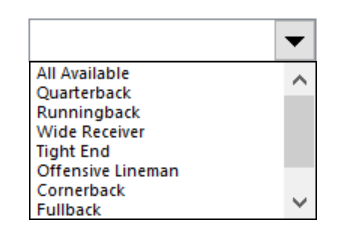 All Available
Quarterback
Runningback
Wide Receiver
Tight End
Offensive Lineman
Cornerback
Fullback